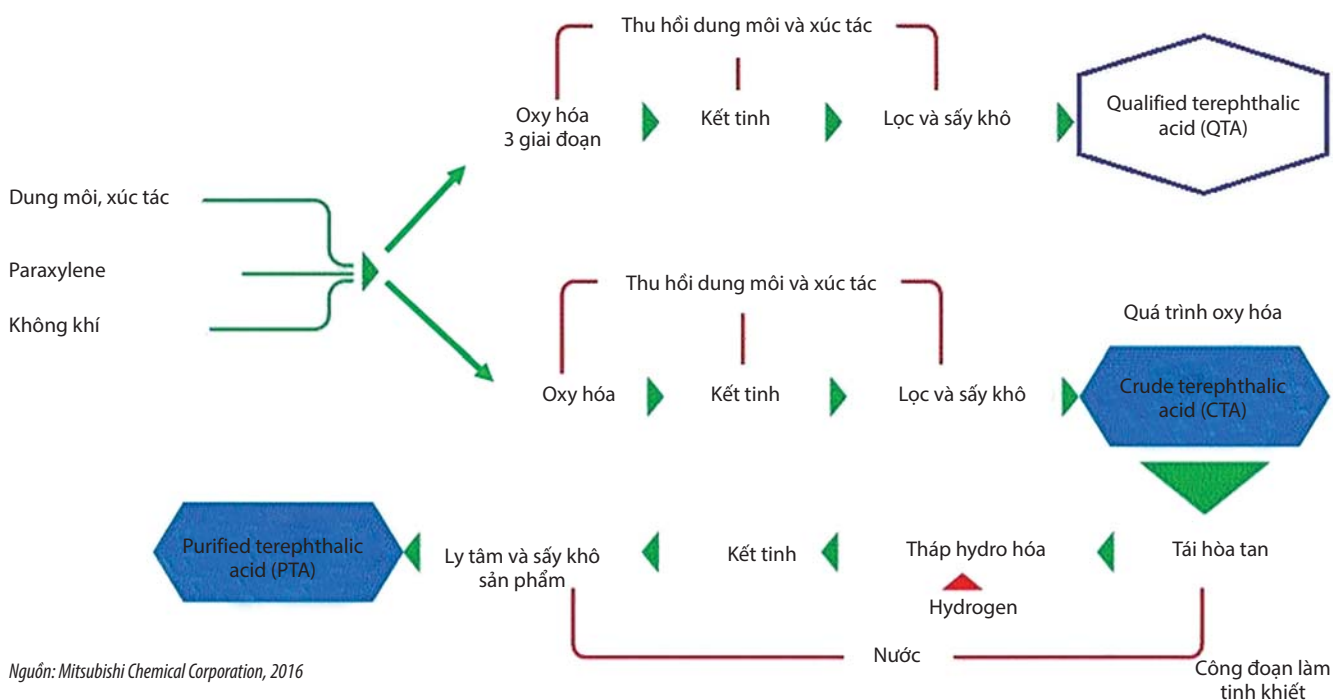 Thu hồi dung môi và xúc tác
Oxy hóa
3 giai đoạn
Kết tinh
Lọc và sấy khô
Qualified terephthalic
acid (QTA)
Dung môi, xúc tác
Paraxylene
Không khí
Thu hồi dung môi và xúc tác
Quá trình oxy hóa
Oxy hóa
Kết tinh
Lọc và sấy khô
Crude terephthalic
acid (CTA)
Purified terephthalic
acid (PTA)
Ly tâm và sấy khô
sản phẩm
Kết tinh
Tháp hydro hóa
Tái hòa tan
Hydrogen
Nước
Công đoạn làm
tinh khiết
Nguồn: Mitsubishi Chemical Corporation, 2016